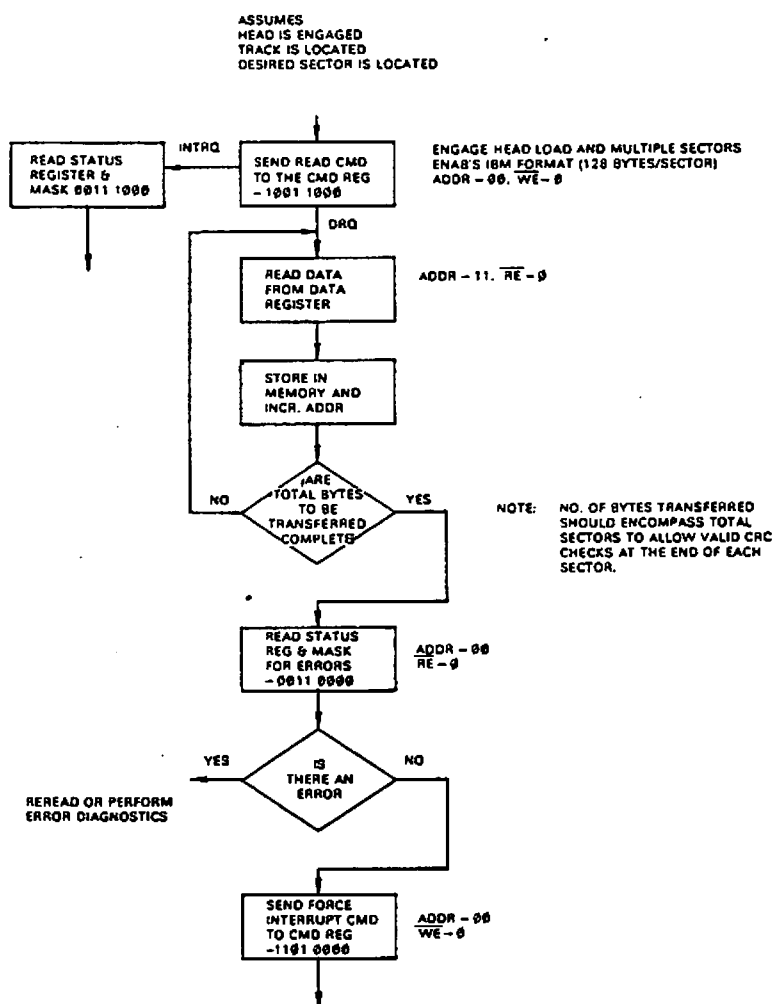 ASSUMES
HEAD IS ENGAGED
TRACK IS LOCATED
DESIRED SECTOR IS LOCATED
INTRQ
READ STATUS
REGISTER &
MASK 0011 1000
SEND READ CMD
TO THE CMD REG
-1001 1000
ENGAGE HEAD LOAD AND MULTIPLE SECTORS
ENAB'S IBM FORMAT (128 BYTES/SECTOR)
ADDR - 00. WE - 0
DRQ
READ DATA
FROM DATA
REGISTER
ADDR - 11. RE - 0
STORE IN
MEMORY AND
INCR. ADDR
NO
ARE
TOTAL BYTES
TO BE
TRANSFERRED
COMPLETE
YES
NOTE: NO. OF BYTES TRANSFERRED
SHOULD ENCOMPASS TOTAL
SECTORS TO ALLOW VALID CRC
CHECKS AT THE END OF EACH
SECTOR.
READ STATUS
REG & MASK
FOR ERRORS
-0011 0000
ADDR - 00
RE - 0
YES
IS
THERE AN
ERROR
NO
REREAD OR PERFORM
ERROR DIAGNOSTICS
SEND FORCE
INTERRUPT CMD
TO CMD REG
-1101 0000
ADDR - 00
WE - 0